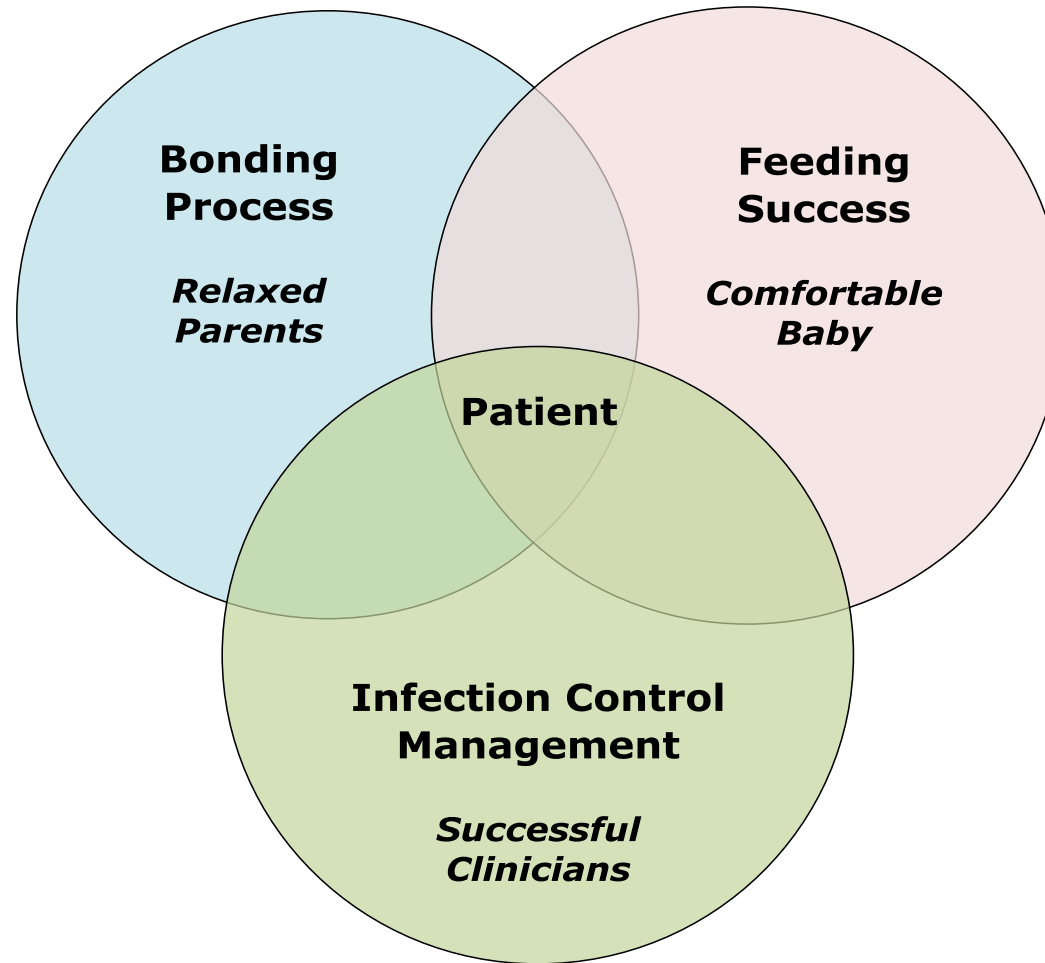 Bonding
Process
Relaxed
Parents
Feeding
Success
Comfortable
Baby
Patient
Infection Control
Management
Successful
Clinicians